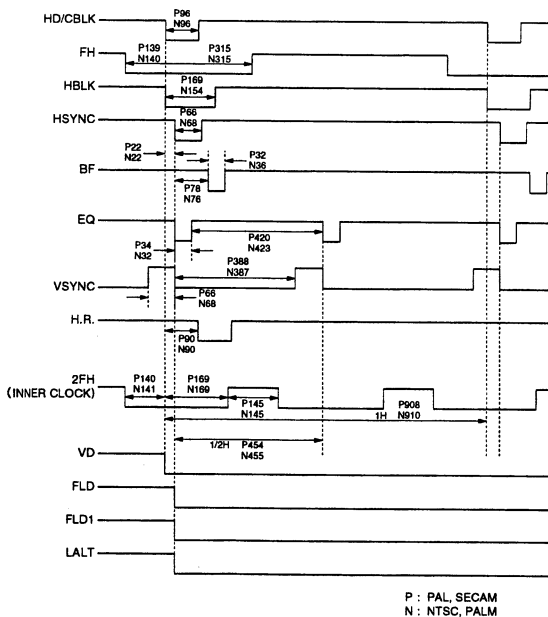 HD/CBLK
P96
N96
FH
P139
N140
P315
N315
HBLK
P169
N154
HSYNC
P66
N68
P22
N22
BF
P32
N36
P78
N76
EQ
P34
N32
P420
N423
P388
N387
VSYNC
P66
N68
H.R.
P90
N90
2FH
(INNER CLOCK)
P140
N141
P169
N169
P145
N145
1H
P908
N910
1/2H
P454
N455
VD
FLD
FLD1
LALT
P : PAL, SECAM
N : NTSC, PALM